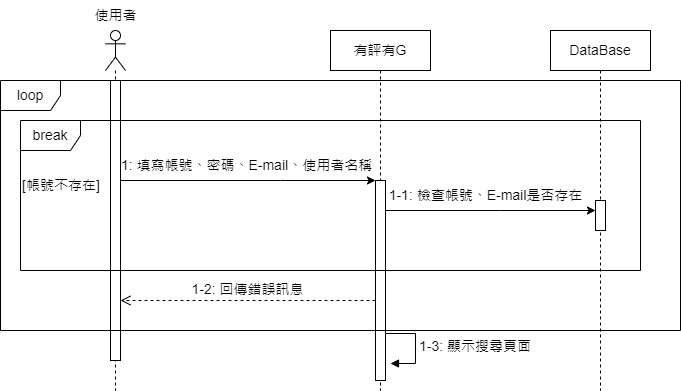 使用者
有評有G
DataBase
loop
break
1: 填寫帳號、密碼、E-mail、使用者名稱
[帳號不存在]
1-1: 檢查帳號、E-mail是否存在
1-2: 回傳錯誤訊息
1-3: 顯示搜尋頁面